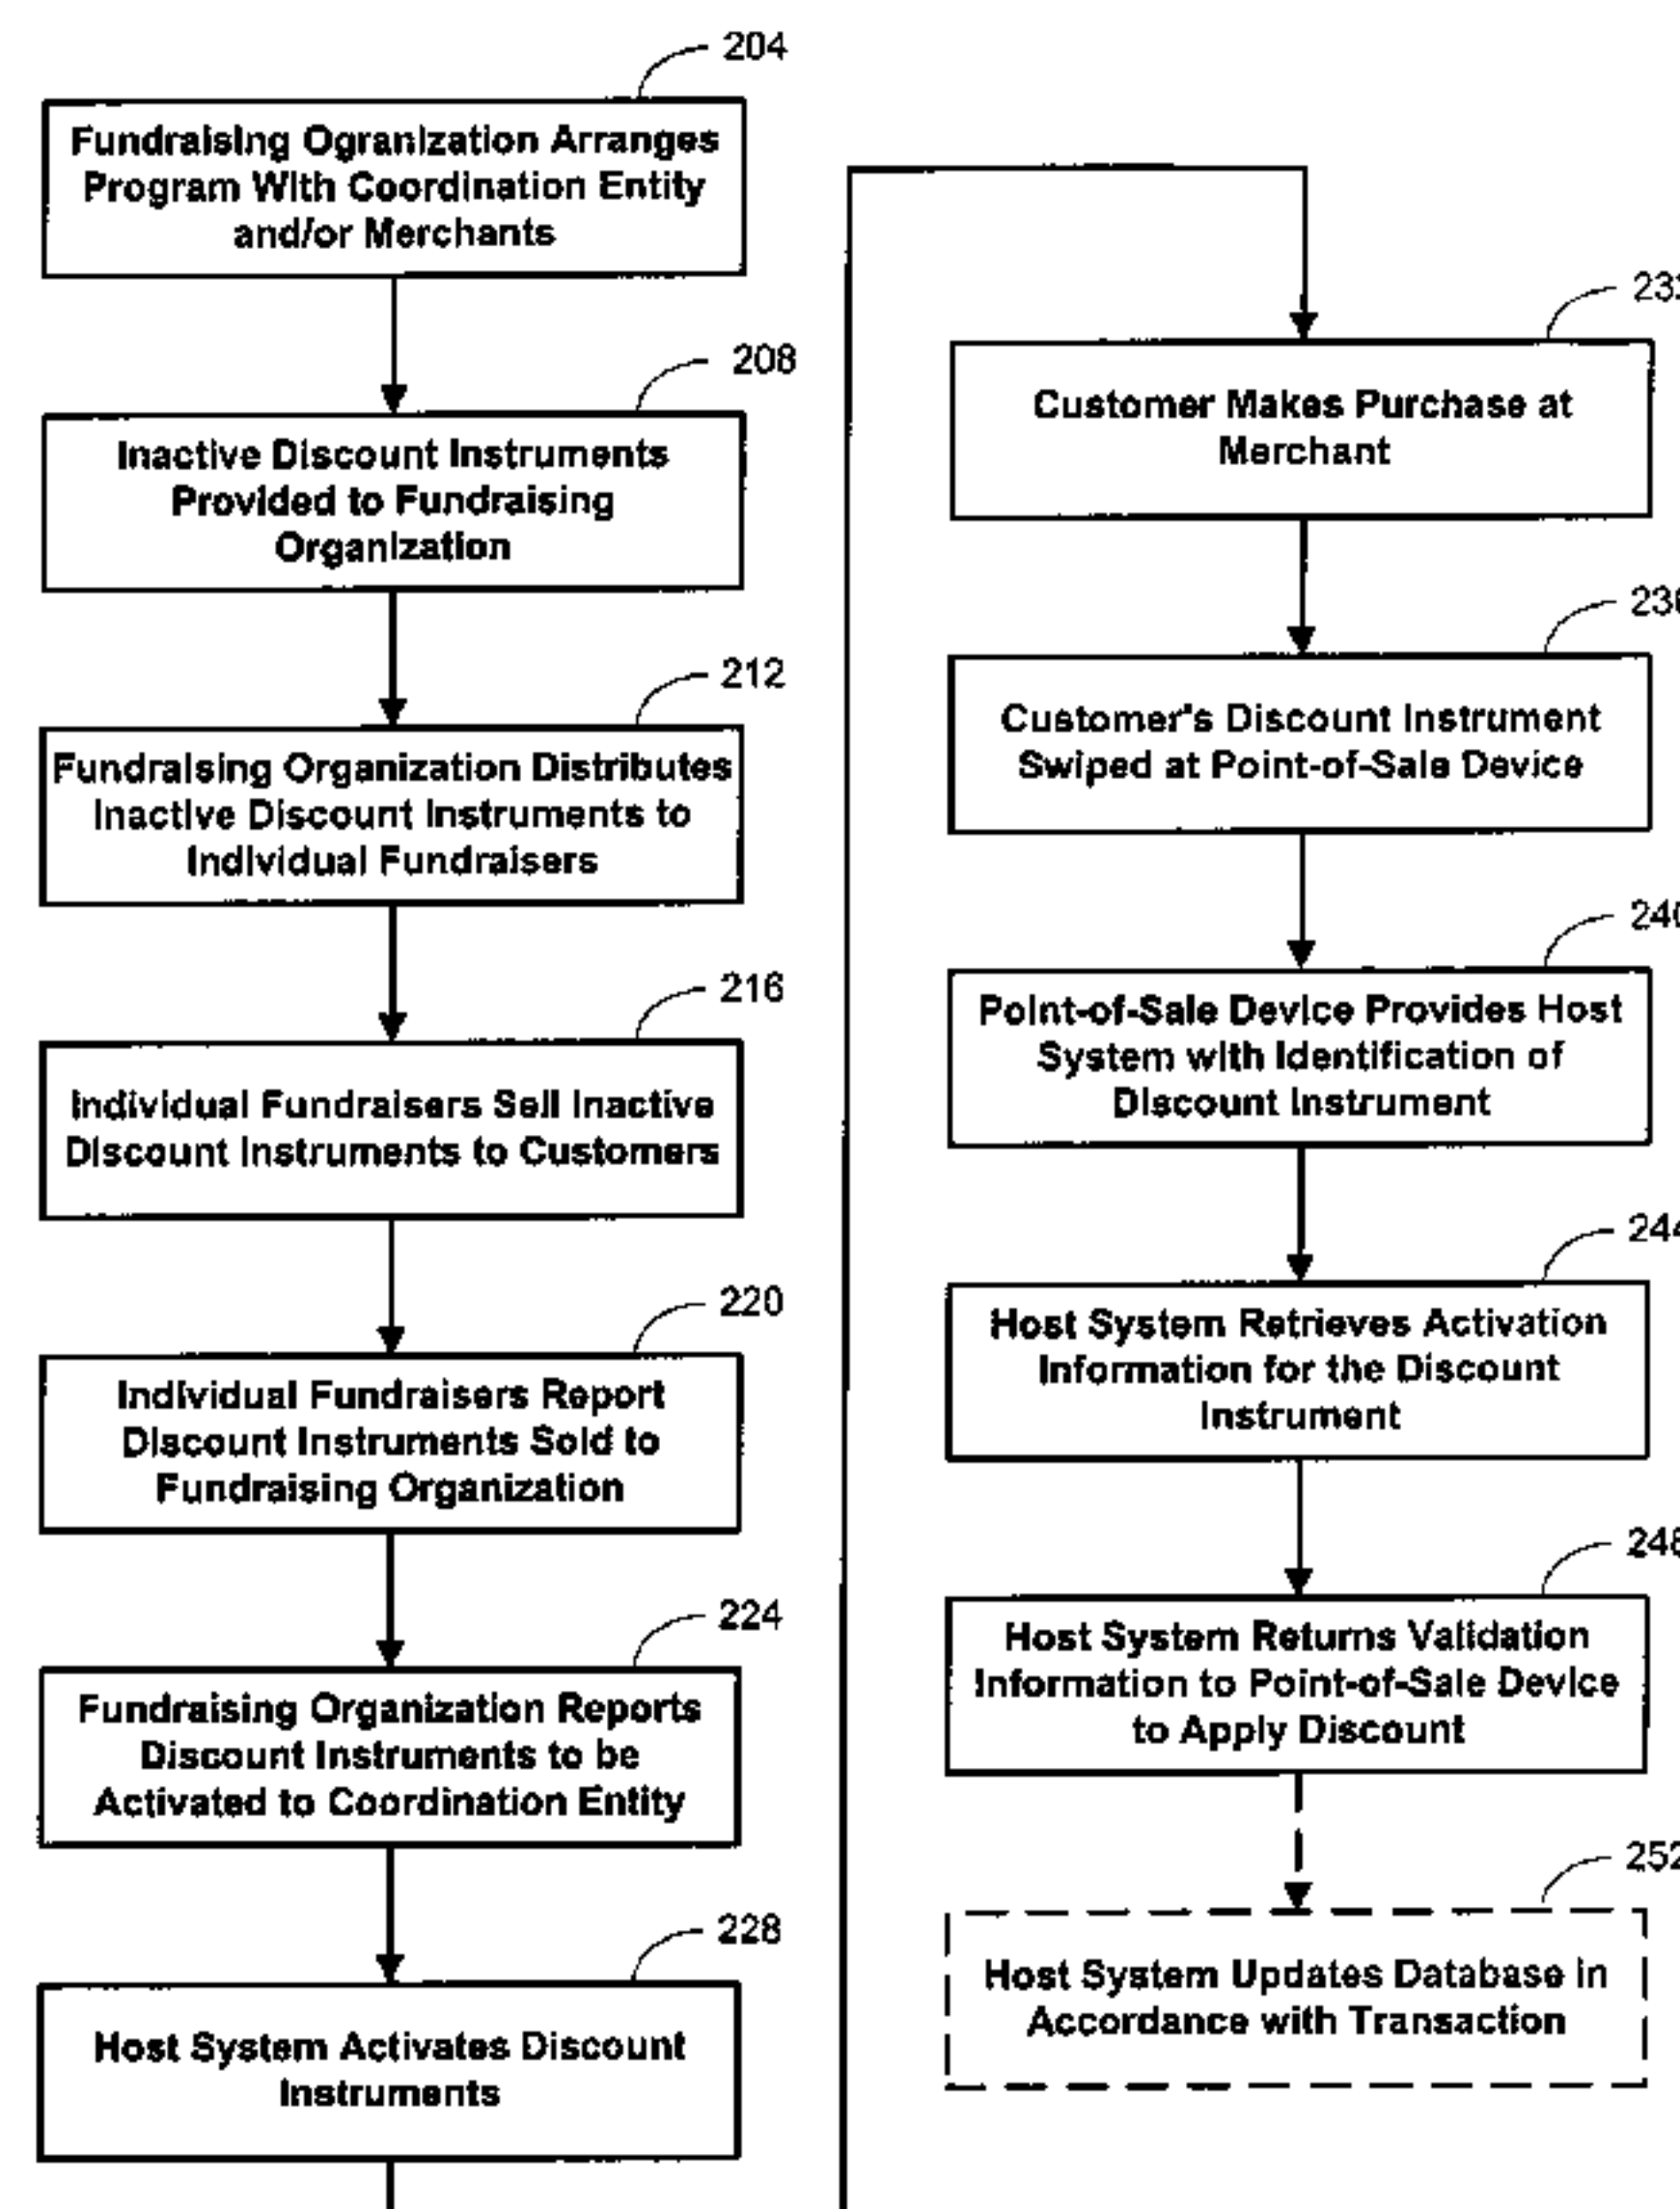 204
Fundraising Ogranization Arranges
Program With Coordination Entity
and/or Merchants
208
Inactive Discount Instruments
Provided to Fundraising
Organization
212
Fundraising Organization Distributes
Inactive Discount Instruments to
Individual Fundraisers
216
Individual Fundraisers Sell Inactive
Discount Instruments to Customers
220
Individual Fundraisers Report
Discount Instruments Sold to
Fundraising Organization
224
Fundraising Organization Reports
Discount Instruments to be
Activated to Coordination Entity
228
Host System Activates Discount
Instruments
Customer Makes Purchase at
Merchant
Customer's Discount Instrument
Swiped at Point-of-Sale Device
240
Point-of-Sale Device Provides Host
System with Identification of
Discount Instrument
244
Host System Retrieves Activation
Information for the Discount
Instrument
248
Host System Returns Validation
Information to Point-of-Sale Device
to Apply Discount
252
Host System Updates Database in
Accordance with Transaction